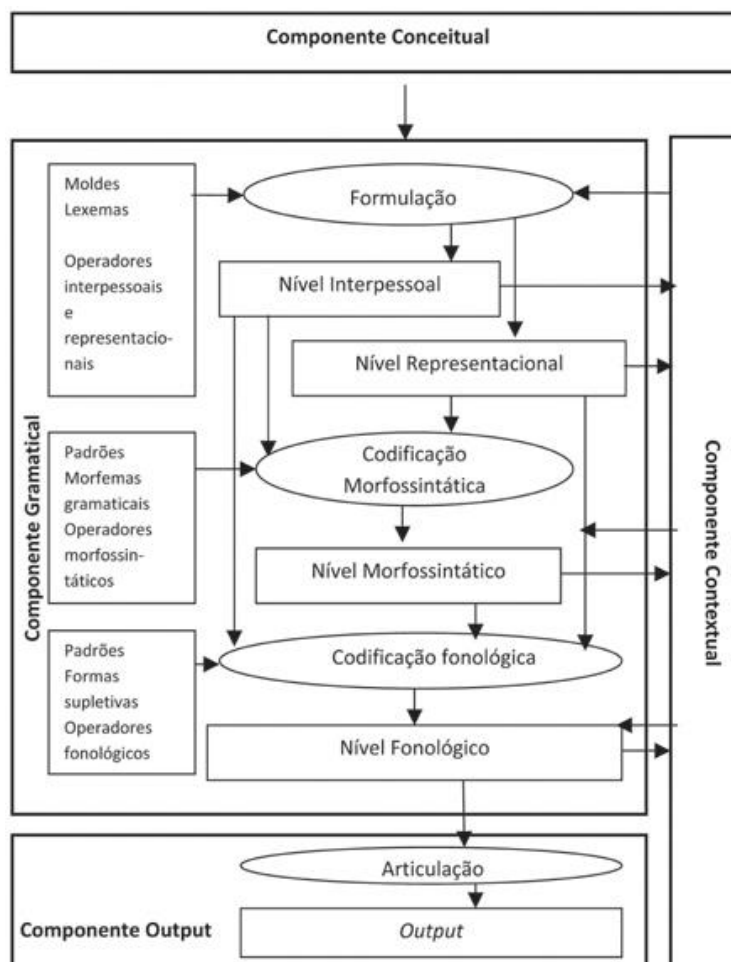 Componente Conceitual
Moldes
Lexemas
Operadores
interpessoais
e
representacio-
nais
Formulação
Nível Interpessoal
Nível Representacional
Padrões
Morfemas
gramaticais
Operadores
morfossin-
táticos
Codificação
Morfossintática
Nível Morfossintático
Padrões
Formas
supletivas
Operadores
fonológicos
Codificação fonológica
Nível Fonológico
Componente Gramatical
Componente Contextual
Articulação
Componente Output
Output